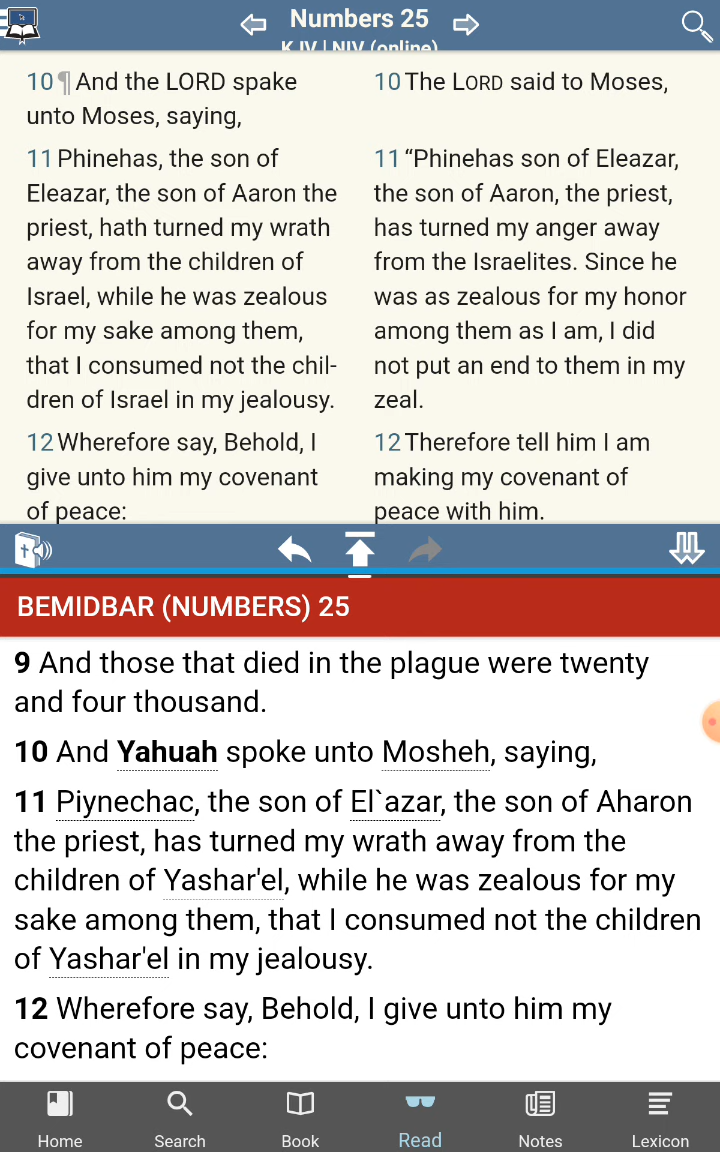 Numbers 25
KJV | NIV (online)
10 ¶ And the LORD spake
unto Moses, saying,
11 Phinehas, the son of
Eleazar, the son of Aaron the
priest, hath turned my wrath
away from the children of
Israel, while he was zealous
for my sake among them,
that I consumed not the chil-
dren of Israel in my jealousy.
12 Wherefore say, Behold, I
give unto him my covenant
of peace:
10 The LORD said to Moses,
11 “Phinehas son of Eleazar,
the son of Aaron, the priest,
has turned my anger away
from the Israelites. Since he
was as zealous for my honor
among them as I am, I did
not put an end to them in my
zeal.
12 Therefore tell him I am
making my covenant of
peace with him.
BEMIDBAR (NUMBERS) 25
9 And those that died in the plague were twenty
and four thousand.
10 And Yahuah spoke unto Mosheh, saying,
11 Piynechac, the son of El`azar, the son of Aharon
the priest, has turned my wrath away from the
children of Yashar'el, while he was zealous for my
sake among them, that I consumed not the children
of Yashar'el in my jealousy.
12 Wherefore say, Behold, I give unto him my
covenant of peace:
Home Search Book Read Notes Lexicon